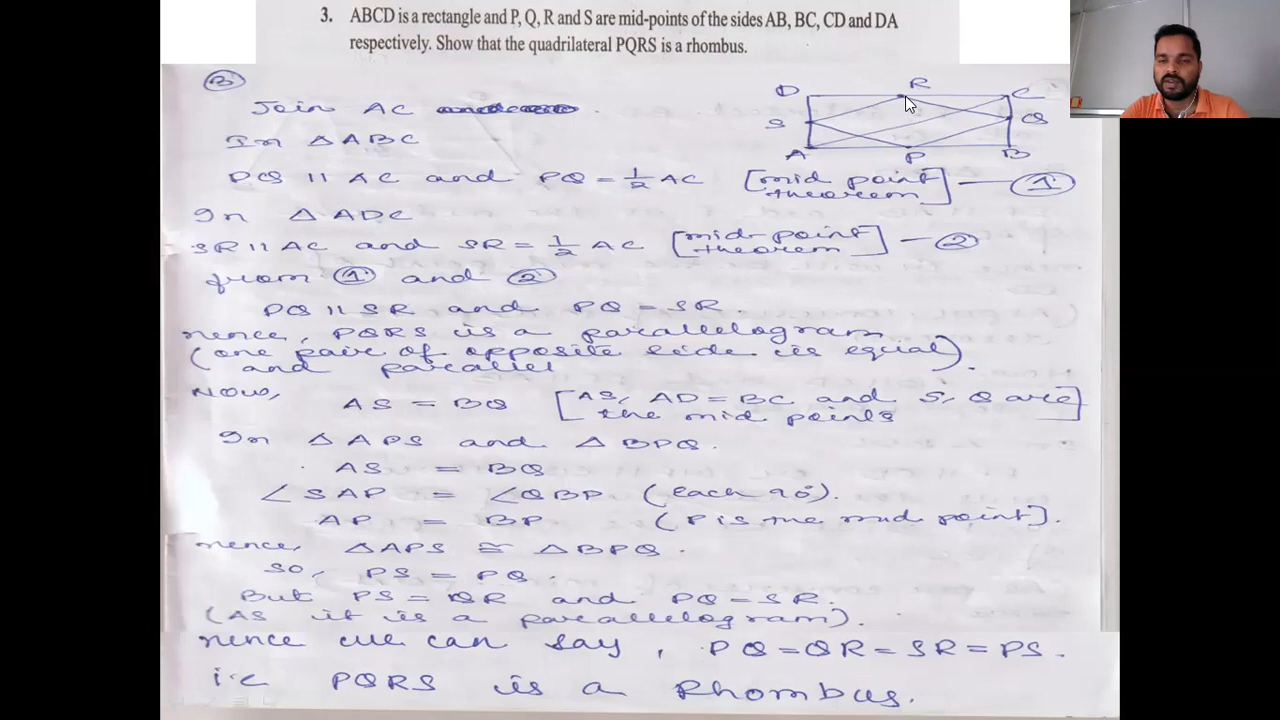 3. ABCD is a rectangle and P, Q, R and S are mid-points of the sides AB, BC, CD and DA
respectively. Show that the quadrilateral PQRS is a rhombus.
③
Join AC
D R C
S Q
A P B
In △ABC
PQ || AC and PQ = 1/2 AC [mid point theorem] — ①
In △ADC
SR || AC and SR = 1/2 AC [mid-point theorem] — ②
from ① and ②
PQ || SR and PQ = SR.
hence, PQRS is a parallelogram
(one pair of opposite side is equal
and parallel).
Now,
AS = BQ [AS, AD = BC and S, Q are
the mid points]
In △APS and △BPQ.
AS = BQ
∠SAP = ∠QBP (each 90°).
AP = BP (P is the mid point].
hence, △APS ≅ △BPQ.
So, PS = PQ.
But PS = QR and PQ = SR.
(As it is a parallelogram).
hence we can say, PQ = QR = SR = PS.
i.e PQRS is a Rhombus.